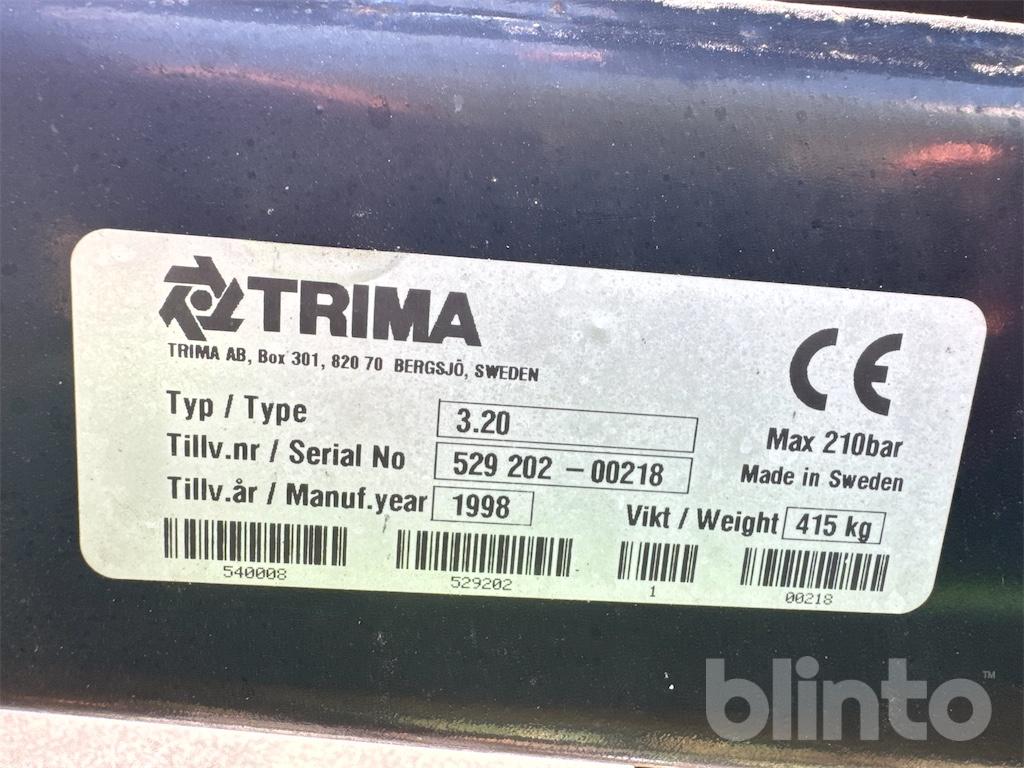 TRIMA
TRIMA AB, Box 301, 820 70 BERGSJÖ, SWEDEN
CE
Typ / Type 3.20
Max 210bar
Tillv.nr / Serial No 529 202 - 00218
Made in Sweden
Tillv.år / Manuf.year 1998
Vikt / Weight 415 kg
540008 529202 1 00218
blinto™